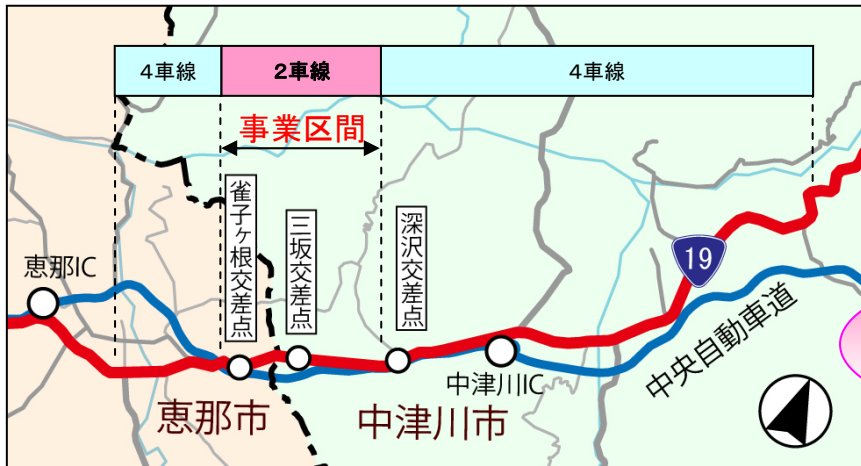 4車線
2車線
4車線
事業区間
雀子ヶ根交差点
三坂交差点
深沢交差点
恵那IC
19
中央自動車道
中津川IC
恵那市
中津川市